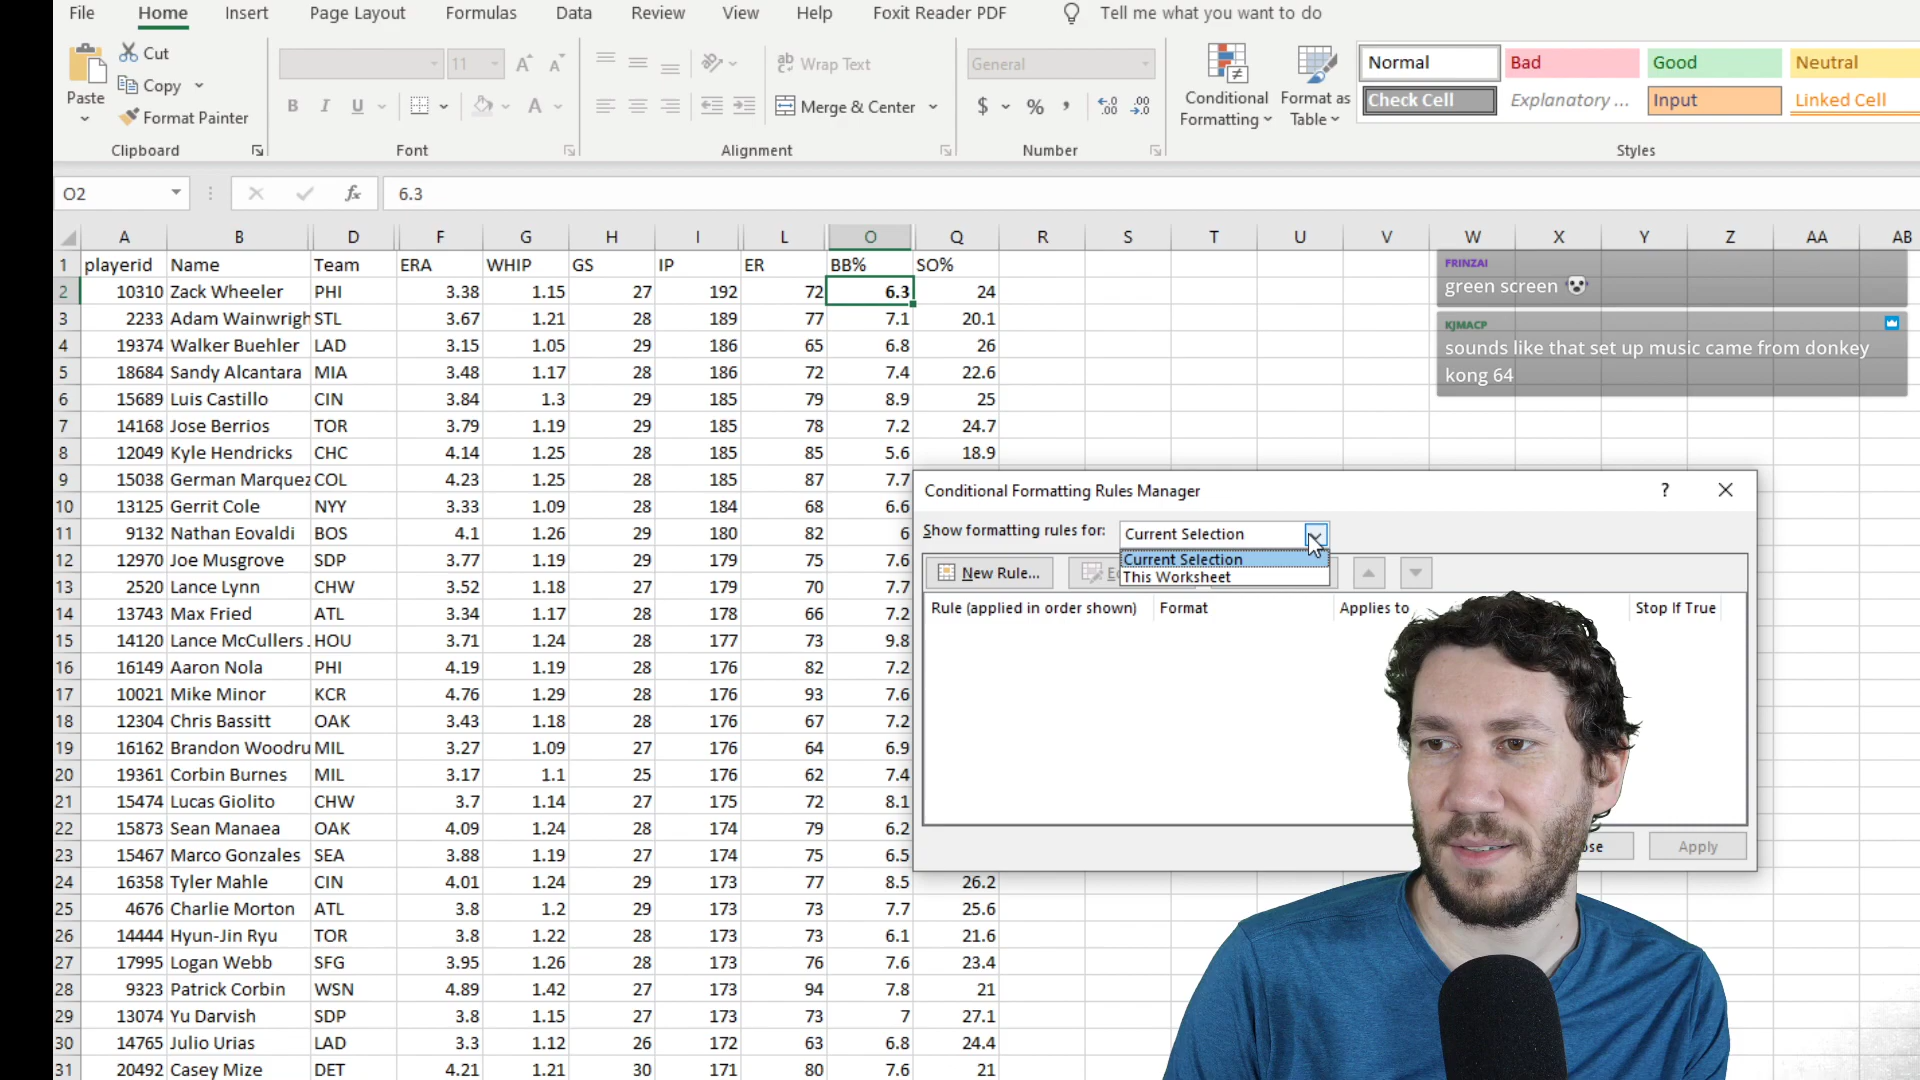 File Home Insert Page Layout Formulas Data Review View Help Foxit Reader PDF Tell me what you want to do
Paste
Cut
Copy
Format Painter
Clipboard
11
B I U
Font
Wrap Text
Merge & Center
Alignment
General
$ % ,
Number
Conditional Formatting
Format as Table
Normal Bad Good Neutral
Check Cell Explanatory ... Input Linked Cell
Styles
O2 fx 6.3
A B D F G H I L O Q R S T U V W X Y Z AA AB
1 playerid Name Team ERA WHIP GS IP ER BB% SO%
2 10310 Zack Wheeler PHI 3.38 1.15 27 192 72 6.3 24
3 2233 Adam Wainwrigh STL 3.67 1.21 28 189 77 7.1 20.1
4 19374 Walker Buehler LAD 3.15 1.05 29 186 65 6.8 26
5 18684 Sandy Alcantara MIA 3.48 1.17 28 186 72 7.4 22.6
6 15689 Luis Castillo CIN 3.84 1.3 29 185 79 8.9 25
7 14168 Jose Berrios TOR 3.79 1.19 29 185 78 7.2 24.7
8 12049 Kyle Hendricks CHC 4.14 1.25 28 185 85 5.6 18.9
9 15038 German Marquez COL 4.23 1.25 28 185 87 7.7
10 13125 Gerrit Cole NYY 3.33 1.09 28 184 68 6.6
11 9132 Nathan Eovaldi BOS 4.1 1.26 29 180 82 6
12 12970 Joe Musgrove SDP 3.77 1.19 29 179 75 7.6
13 2520 Lance Lynn CHW 3.52 1.18 27 179 70 7.7
14 13743 Max Fried ATL 3.34 1.17 28 178 66 7.2
15 14120 Lance McCullers . HOU 3.71 1.24 28 177 73 9.8
16 16149 Aaron Nola PHI 4.19 1.19 28 176 82 7.2
17 10021 Mike Minor KCR 4.76 1.29 28 176 93 7.6
18 12304 Chris Bassitt OAK 3.43 1.18 28 176 67 7.2
19 16162 Brandon Woodru MIL 3.27 1.09 27 176 64 6.9
20 19361 Corbin Burnes MIL 3.17 1.1 25 176 62 7.4
21 15474 Lucas Giolito CHW 3.7 1.14 27 175 72 8.1
22 15873 Sean Manaea OAK 4.09 1.24 28 174 79 6.2
23 15467 Marco Gonzales SEA 3.88 1.19 27 174 75 6.5
24 16358 Tyler Mahle CIN 4.01 1.24 29 173 77 8.5 26.2
25 4676 Charlie Morton ATL 3.8 1.2 29 173 73 7.7 25.6
26 14444 Hyun-Jin Ryu TOR 3.8 1.22 28 173 73 6.1 21.6
27 17995 Logan Webb SFG 3.95 1.26 28 173 76 7.6 23.4
28 9323 Patrick Corbin WSN 4.89 1.42 27 173 94 7.8 21
29 13074 Yu Darvish SDP 3.8 1.15 27 173 73 7 27.1
30 14765 Julio Urias LAD 3.3 1.12 26 172 63 6.8 24.4
31 20492 Casey Mize DET 4.21 1.21 30 171 80 7.6 21
FRINZAI
green screen
KJMACP
sounds like that set up music came from donkey
kong 64
Conditional Formatting Rules Manager ?
Show formatting rules for: Current Selection
Current Selection
This Worksheet
New Rule...
Rule (applied in order shown) Format Applies to Stop If True
Apply